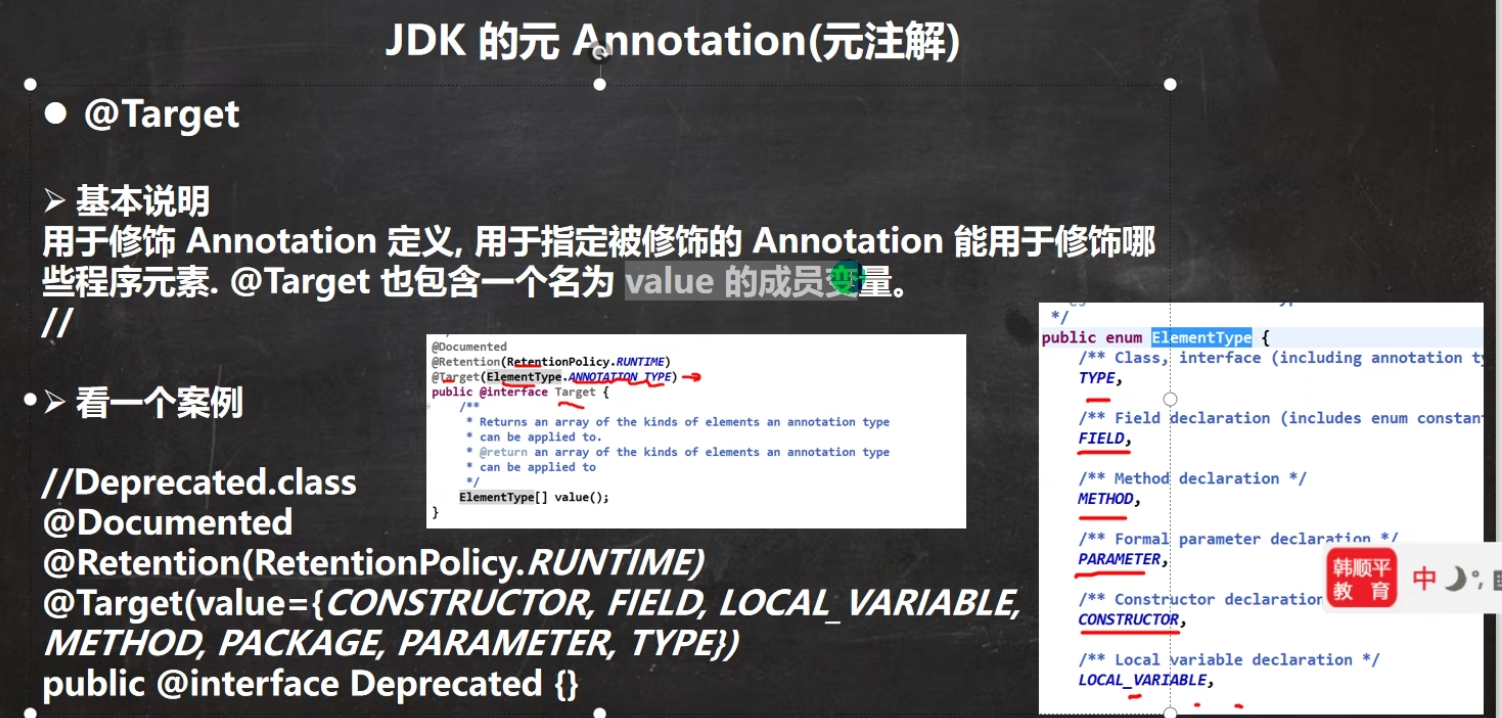 JDK 的元 Annotation(元注解)
@Target
基本说明
用于修饰 Annotation 定义, 用于指定被修饰的 Annotation 能用于修饰哪
些程序元素. @Target 也包含一个名为 value 的成员变量。
//
看一个案例
//Deprecated.class
@Documented
@Retention(RetentionPolicy.RUNTIME)
@Target(value={CONSTRUCTOR, FIELD, LOCAL_VARIABLE,
METHOD, PACKAGE, PARAMETER, TYPE})
public @interface Deprecated {}
@Documented
@Retention(RetentionPolicy.RUNTIME)
@Target(ElementType.ANNOTATION_TYPE)
public @interface Target {
/**
* Returns an array of the kinds of elements an annotation type
* can be applied to.
* @return an array of the kinds of elements an annotation type
* can be applied to
*/
ElementType[] value();
}
*/
public enum ElementType {
/** Class, interface (including annotation ty
TYPE,
/** Field declaration (includes enum constan
FIELD,
/** Method declaration */
METHOD,
/** Formal parameter declaration */
PARAMETER,
/** Constructor declaration
CONSTRUCTOR,
/** Local variable declaration */
LOCAL_VARIABLE,
韩顺平
教 育
中